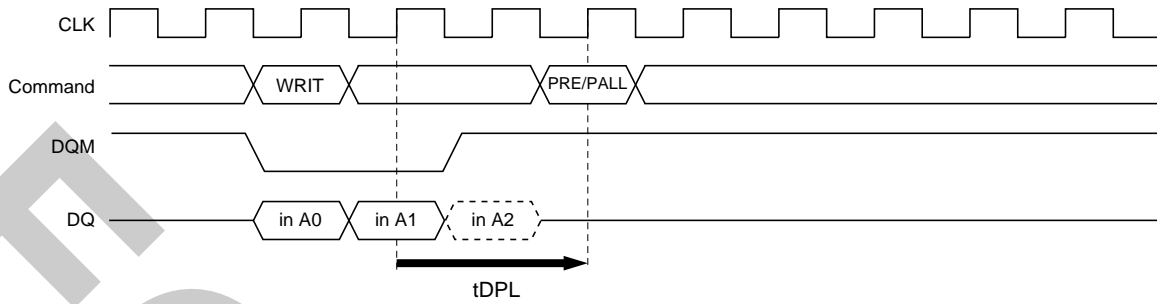 CLK
Command WRIT PRE/PALL
DQM
DQ in A0 in A1 in A2
tDPL